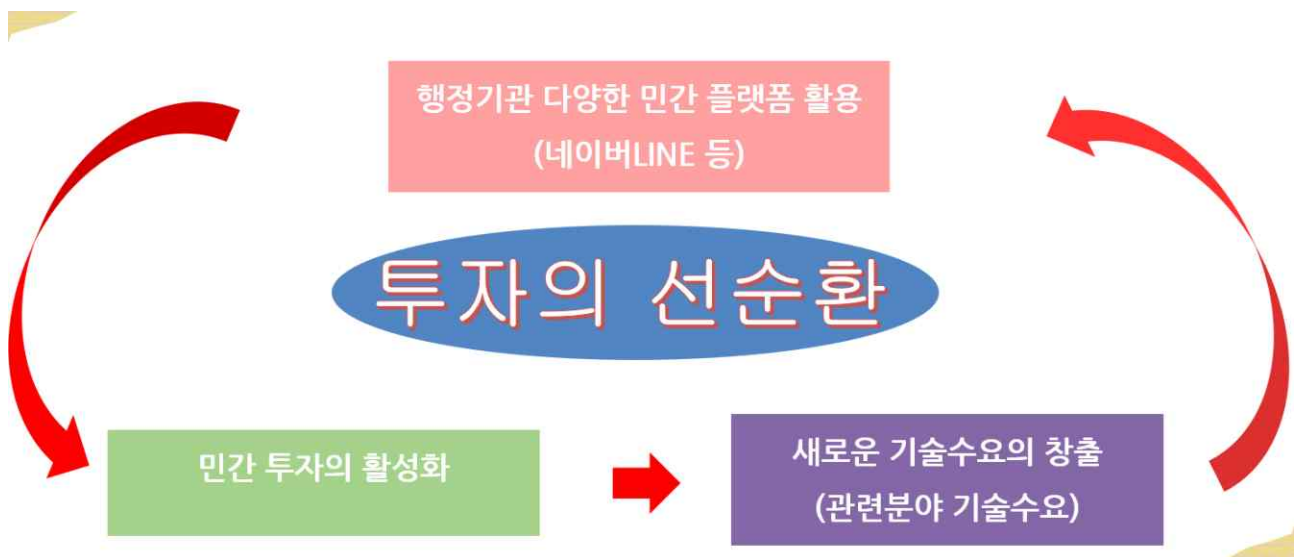 행정기관 다양한 민간 플랫폼 활용
(네이버LINE 등)
투자의 선순환
민간 투자의 활성화
새로운 기술수요의 창출
(관련분야 기술수요)